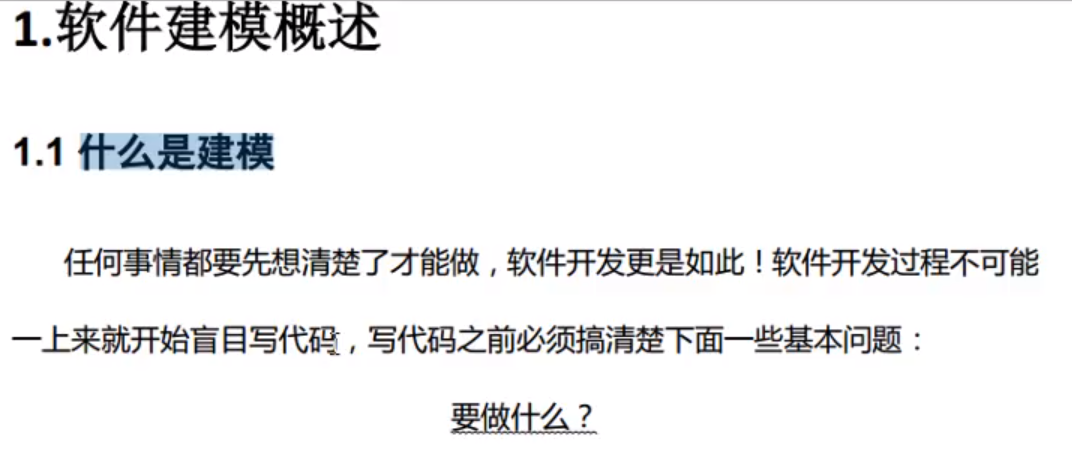 1.软件建模概述
1.1 什么是建模
任何事情都要先想清楚了才能做，软件开发更是如此！软件开发过程不可能
一上来就开始盲目写代码，写代码之前必须搞清楚下面一些基本问题：
要做什么？